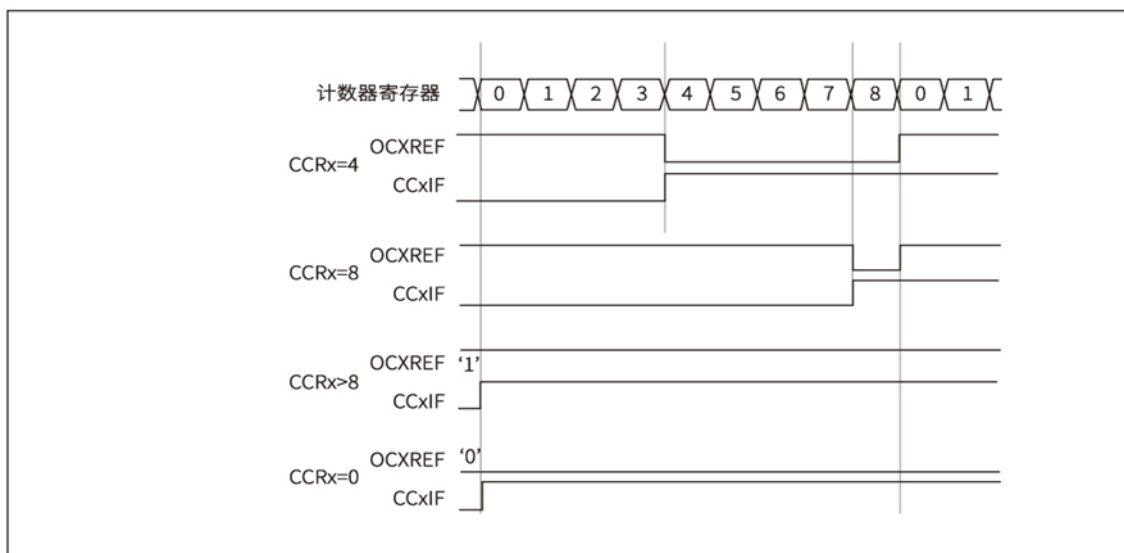 计数器寄存器 0 1 2 3 4 5 6 7 8 0 1
OCXREF
CCRx=4
CCxIF
OCXREF
CCRx=8
CCxIF
OCXREF ‘1’
CCRx>8
CCxIF
OCXREF ‘0’
CCRx=0
CCxIF